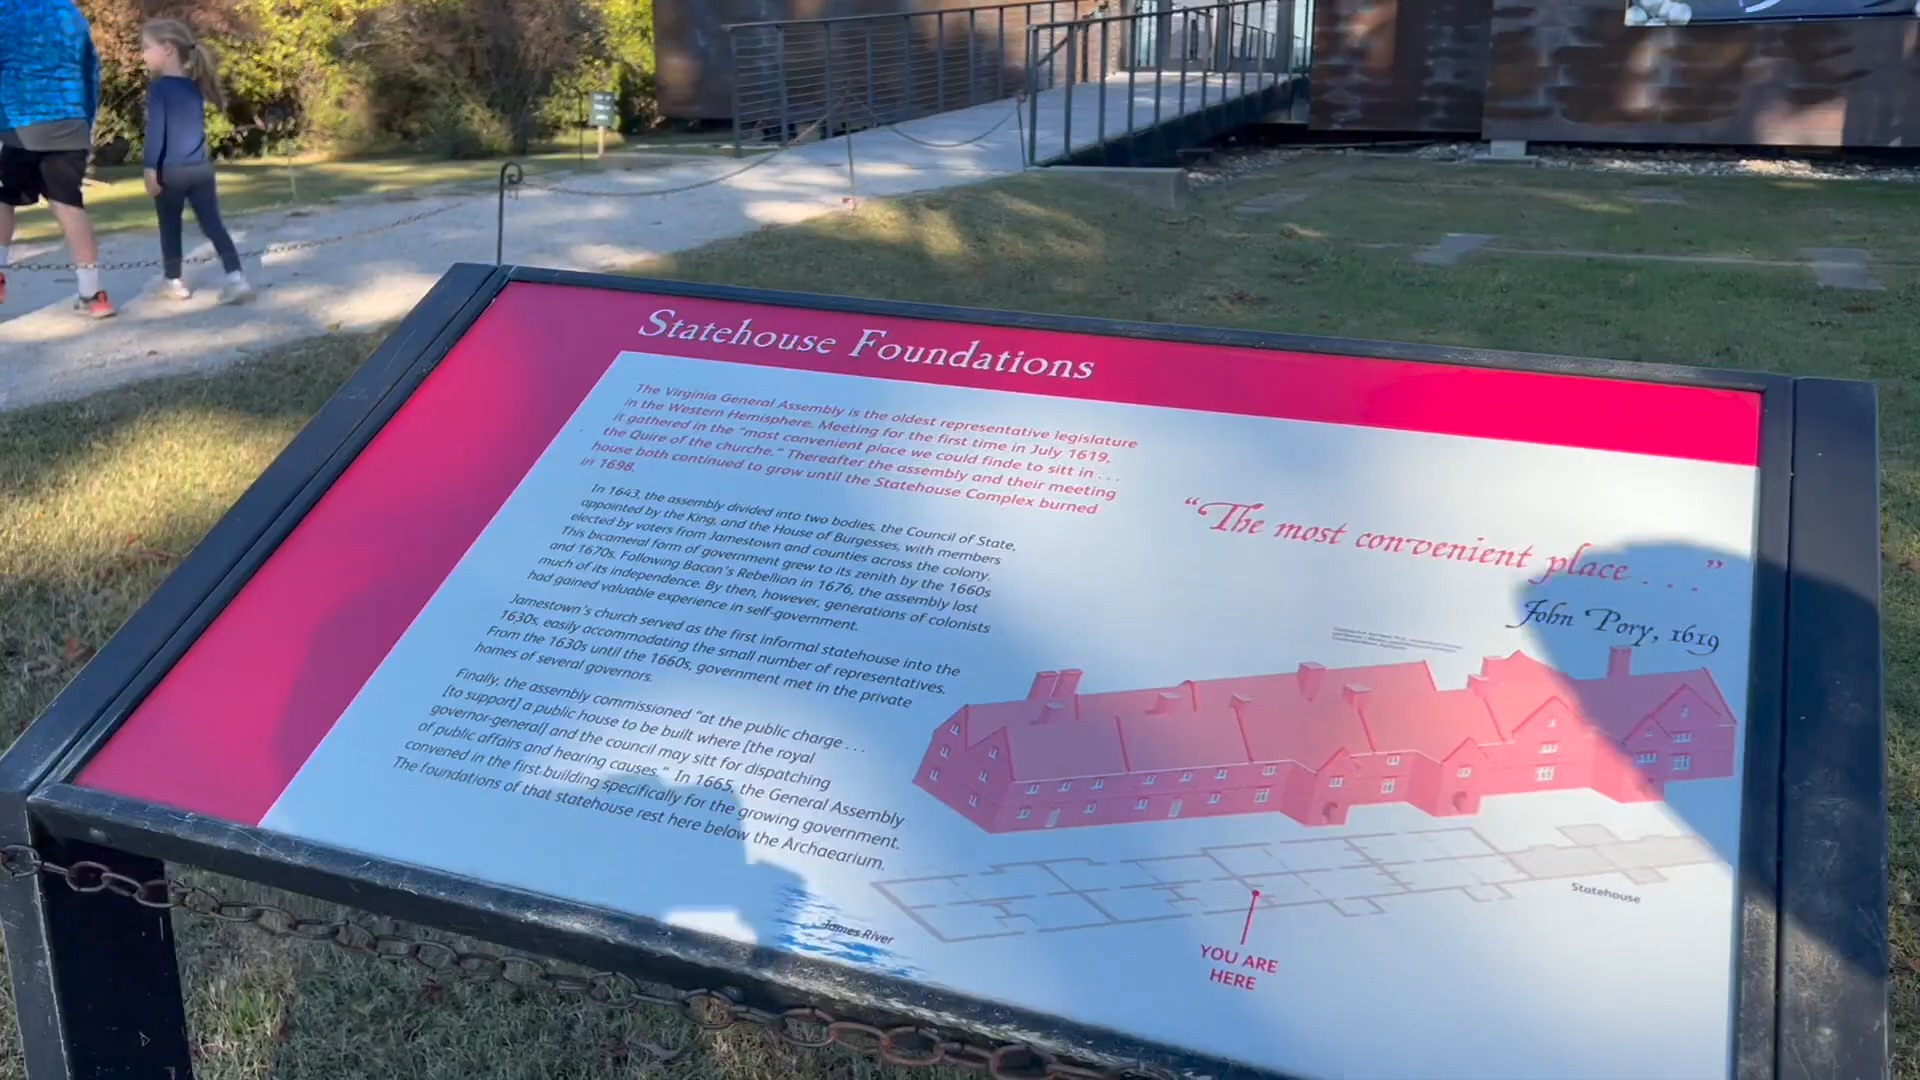 Statehouse Foundations
The Virginia General Assembly is the oldest representative legislature
in the Western Hemisphere. Meeting for the first time in July 1619,
it gathered in the "most convenient place we could finde to sitt in . . .
the Quire of the churche." Thereafter the assembly and their meeting
house both continued to grow until the Statehouse Complex burned
in 1698.
In 1643, the assembly divided into two bodies, the Council of State,
appointed by the King, and the House of Burgesses, with members
elected by voters from Jamestown and counties across the colony.
This bicameral form of government grew to its zenith by the 1660s
and 1670s. Following Bacon's Rebellion in 1676, the assembly lost
much of its independence. By then, however, generations of colonists
had gained valuable experience in self-government.
Jamestown's church served as the first informal statehouse into the
1630s, easily accommodating the small number of representatives.
From the 1630s until the 1660s, government met in the private
homes of several governors.
Finally, the assembly commissioned "at the public charge . . .
[to support] a public house to be built where [the royal
governor-general] and the council may sitt for dispatching
of public affairs and hearing causes." In 1665, the General Assembly
convened in the first building specifically for the growing government.
The foundations of that statehouse rest here below the Archaearium.
"The most convenient place . . ."
John Pory, 1619
Statehouse
James River
YOU ARE
HERE